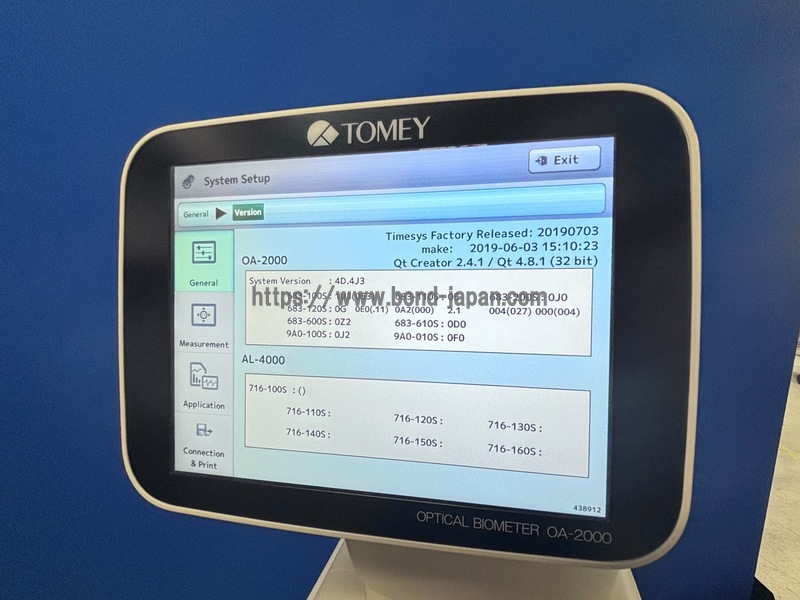 TOMEY
System Setup
Exit
General ▶ Version
Timesys Factory Released: 20190703
make: 2019-06-03 15:10:23
Qt Creator 2.4.1 / Qt 4.8.1 (32 bit)
OA-2000
System Version : 4D.4J3
683-200S: 0J0
https://www.bond-japan.com
683-120S: 0G 0E0(.11) 0A2(000) 2.1 004(027) 000(004)
683-600S: 0Z2 683-610S: 0D0
9A0-100S: 0J2 9A0-010S: 0F0
AL-4000
716-100S : ()
716-110S: 716-120S: 716-130S:
716-140S: 716-150S: 716-160S:
General
Measurement
Application
Connection
& Print
438912
OPTICAL BIOMETER OA-2000